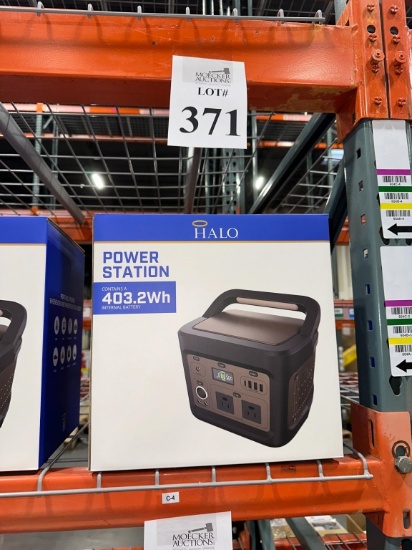 MOECKER
AUCTIONS
LOT#
371
HALO
POWER
STATION
CONTAINS A
403.2Wh
INTERNAL BATTERY
C-4
MOECKER
AUCTIONS